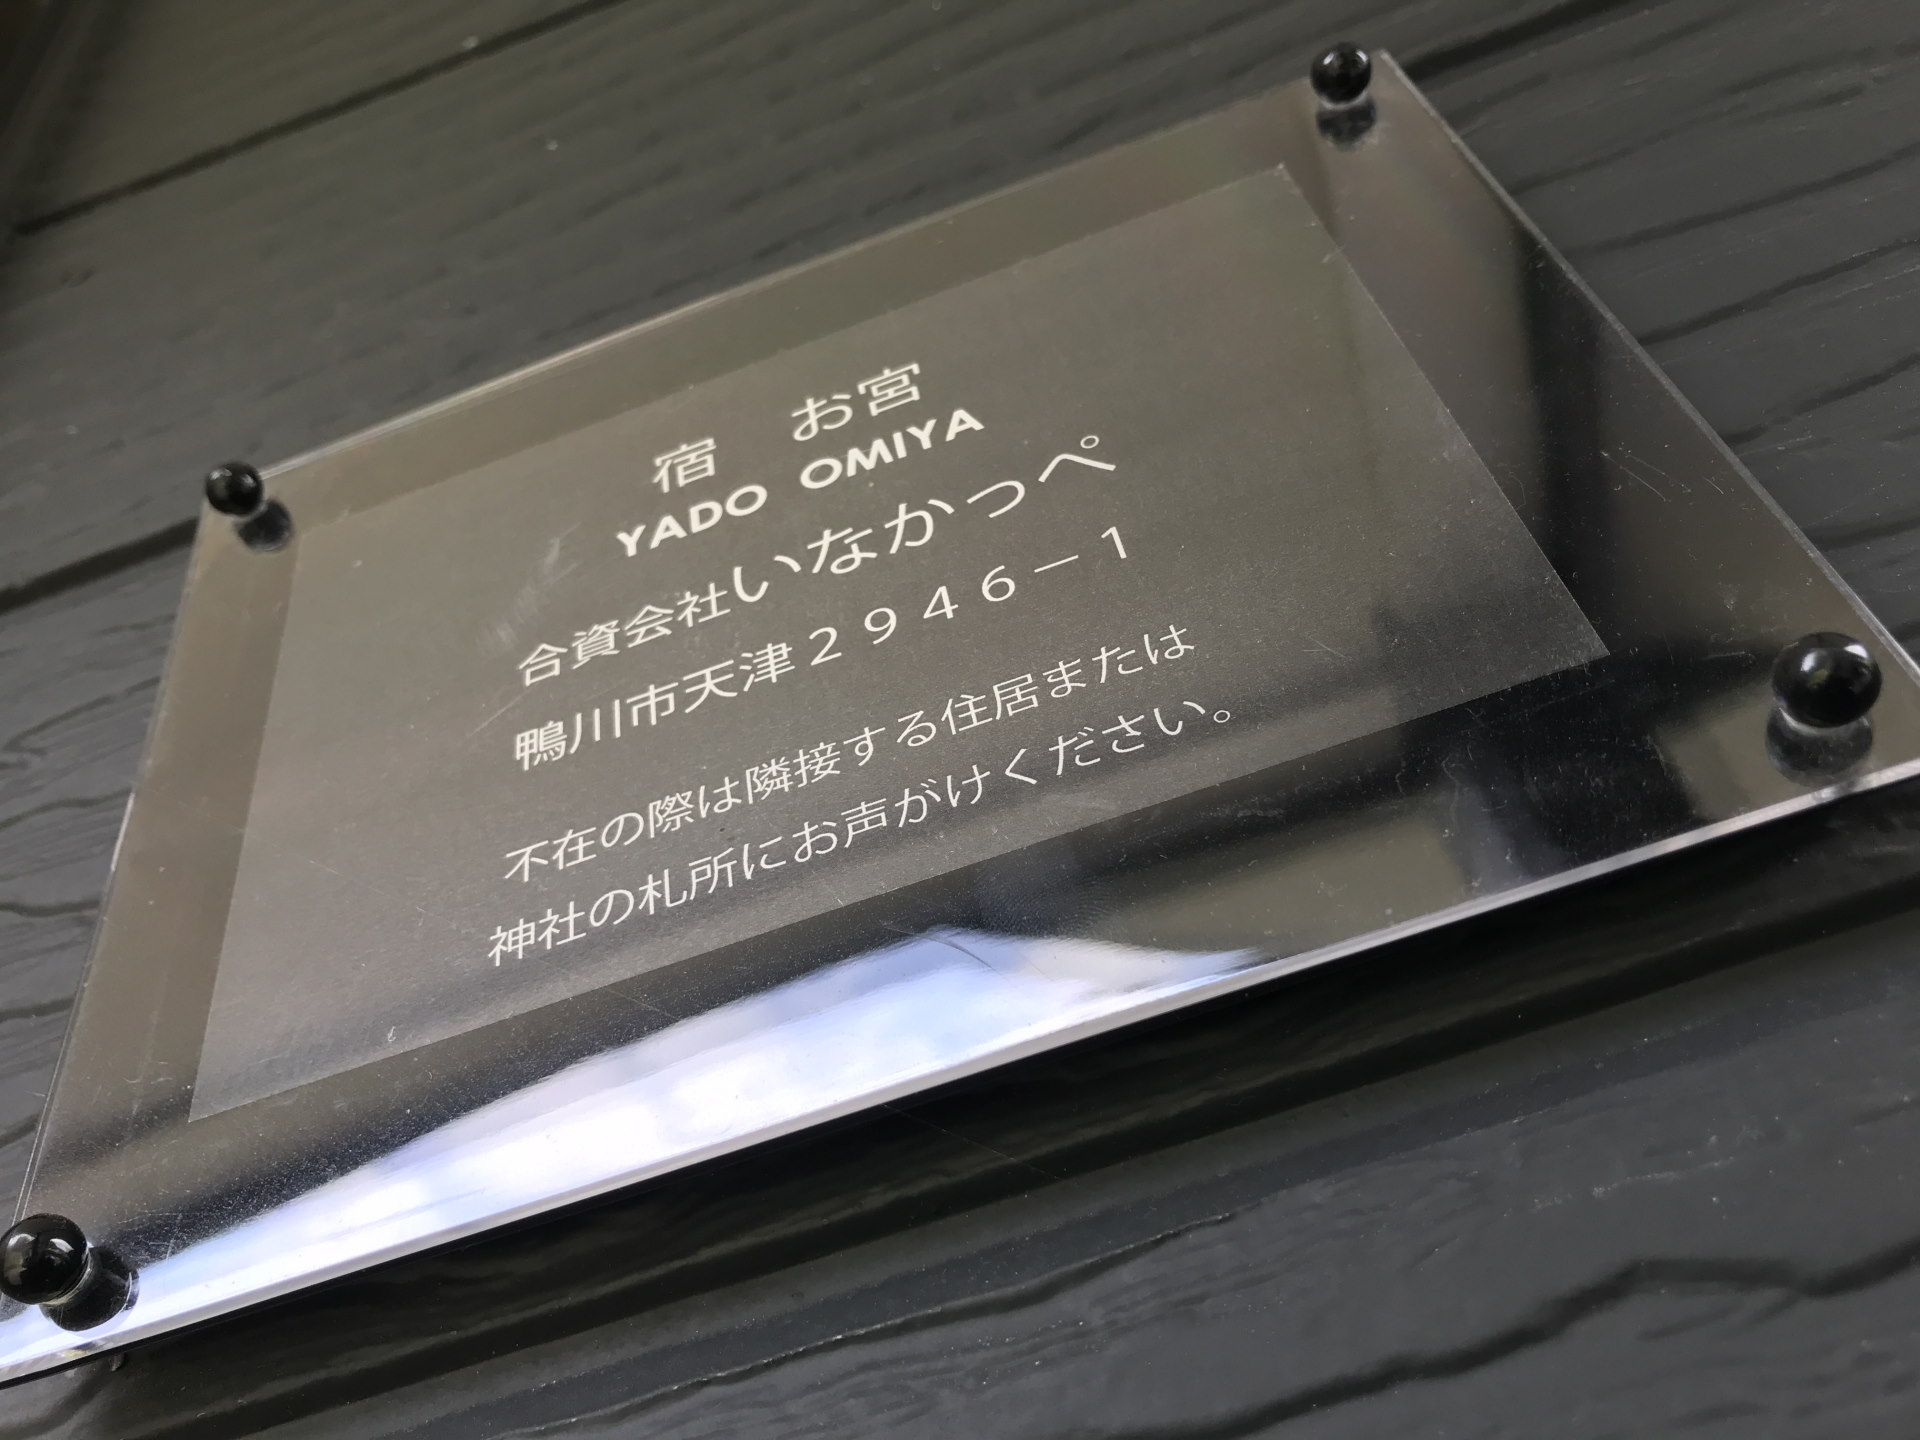 宿　お宮
YADO OMIYA
合資会社いなかっぺ
鴨川市天津２９４６－１
不在の際は隣接する住居または
神社の札所にお声がけください。